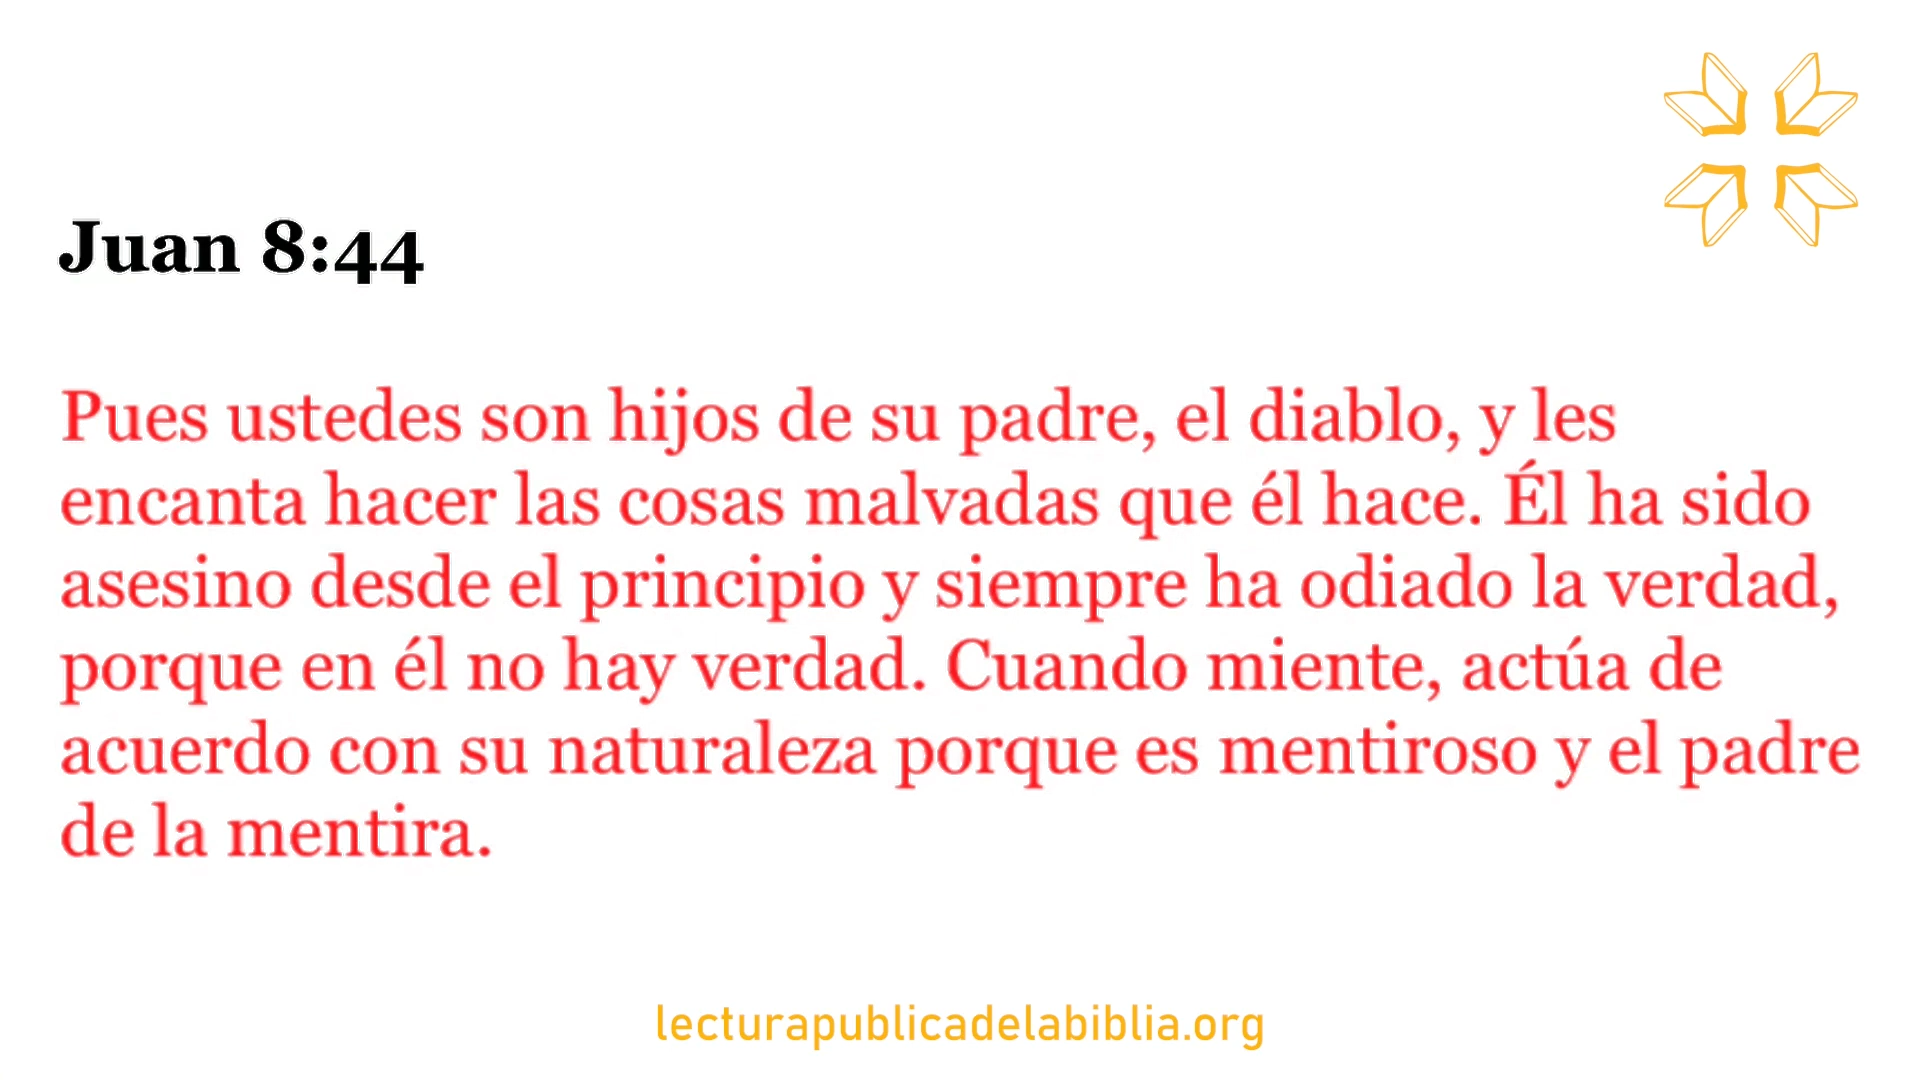 Juan 8:44
Pues ustedes son hijos de su padre, el diablo, y les
encanta hacer las cosas malvadas que él hace. Él ha sido
asesino desde el principio y siempre ha odiado la verdad,
porque en él no hay verdad. Cuando miente, actúa de
acuerdo con su naturaleza porque es mentiroso y el padre
de la mentira.
lecturapublicadelabiblia.org